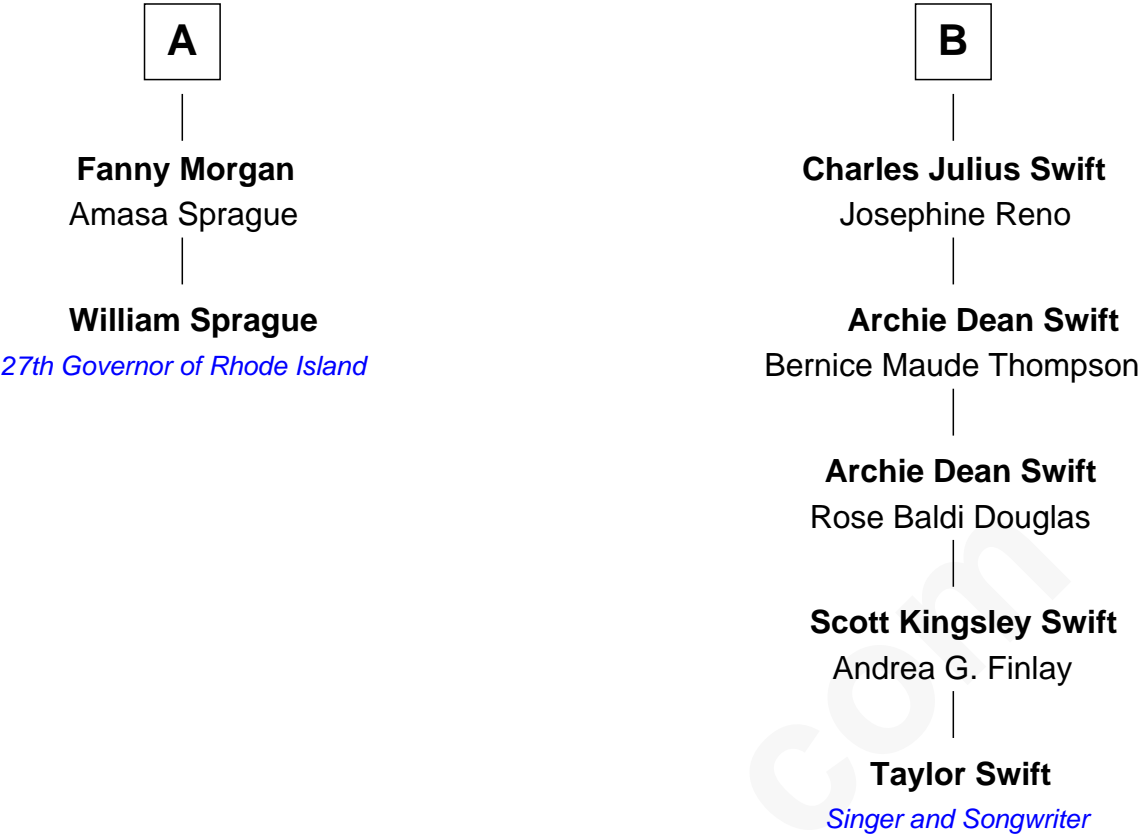 A
Fanny Morgan
Amasa Sprague
William Sprague
27th Governor of Rhode Island
B
Charles Julius Swift
Josephine Reno
Archie Dean Swift
Bernice Maude Thompson
Archie Dean Swift
Rose Baldi Douglas
Scott Kingsley Swift
Andrea G. Finlay
Taylor Swift
Singer and Songwriter
com